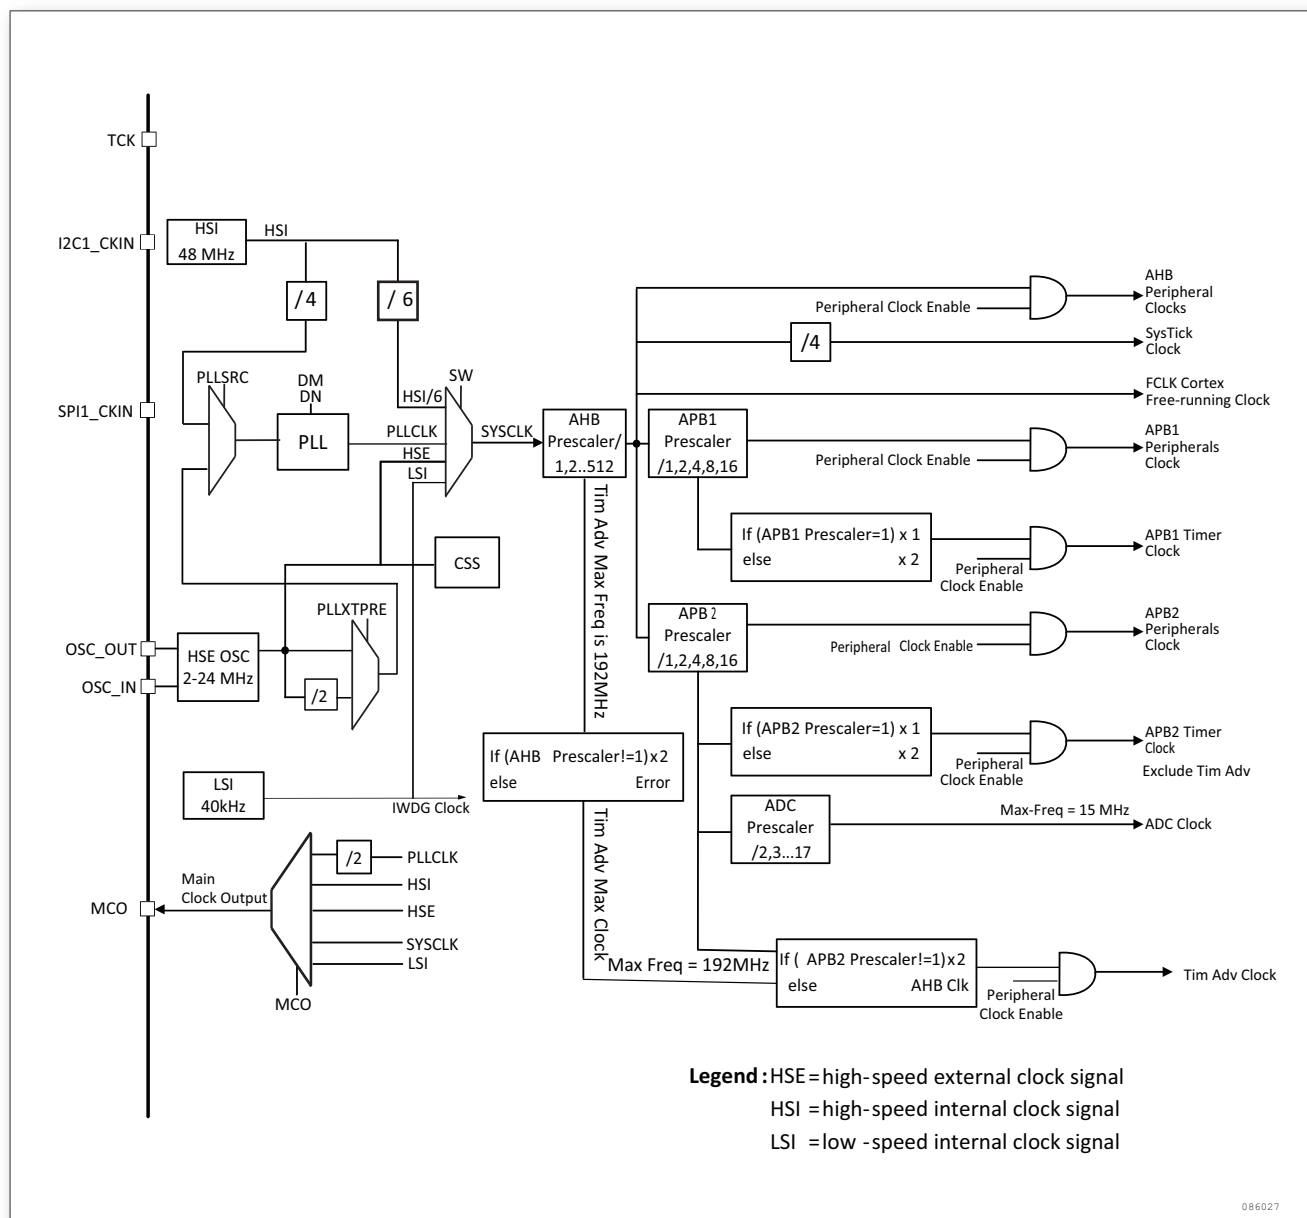 TCK
I2C1_CKIN
HSI
48 MHz
HSI
/4
/6
SPI1_CKIN
PLLSRC
DM
DN
PLL
SW
HSI/6
PLLCLK
HSE
LSI
SYSCLK
AHB
Prescaler/
1,2..512
APB1
Prescaler
/1,2,4,8,16
Peripheral Clock Enable
AHB
Peripheral
Clocks
/4
SysTick
Clock
FCLK Cortex
Free-running Clock
Peripheral Clock Enable
APB1
Peripherals
Clock
If (APB1 Prescaler=1) x 1
else x 2
Peripheral
Clock Enable
APB1 Timer
Clock
CSS
Tim Adv Max Freq is 192MHz
APB2
Prescaler
/1,2,4,8,16
Peripheral Clock Enable
APB2
Peripherals
Clock
PLLXTPRE
OSC_OUT
OSC_IN
HSE OSC
2-24 MHz
/2
If (APB2 Prescaler=1) x 1
else x 2
Peripheral
Clock Enable
APB2 Timer
Clock
Exclude Tim Adv
If (AHB Prescaler!=1)x2
else Error
LSI
40kHz
IWDG Clock
ADC
Prescaler
/2,3...17
Max-Freq = 15 MHz
ADC Clock
Tim Adv Max Clock
/2
PLLCLK
HSI
HSE
SYSCLK
LSI
Main
Clock Output
MCO
MCO
Max Freq = 192MHz
If ( APB2 Prescaler!=1)x2
else AHB Clk
Peripheral
Clock Enable
Tim Adv Clock
Legend : HSE=high-speed external clock signal
HSI =high-speed internal clock signal
LSI =low -speed internal clock signal
086027